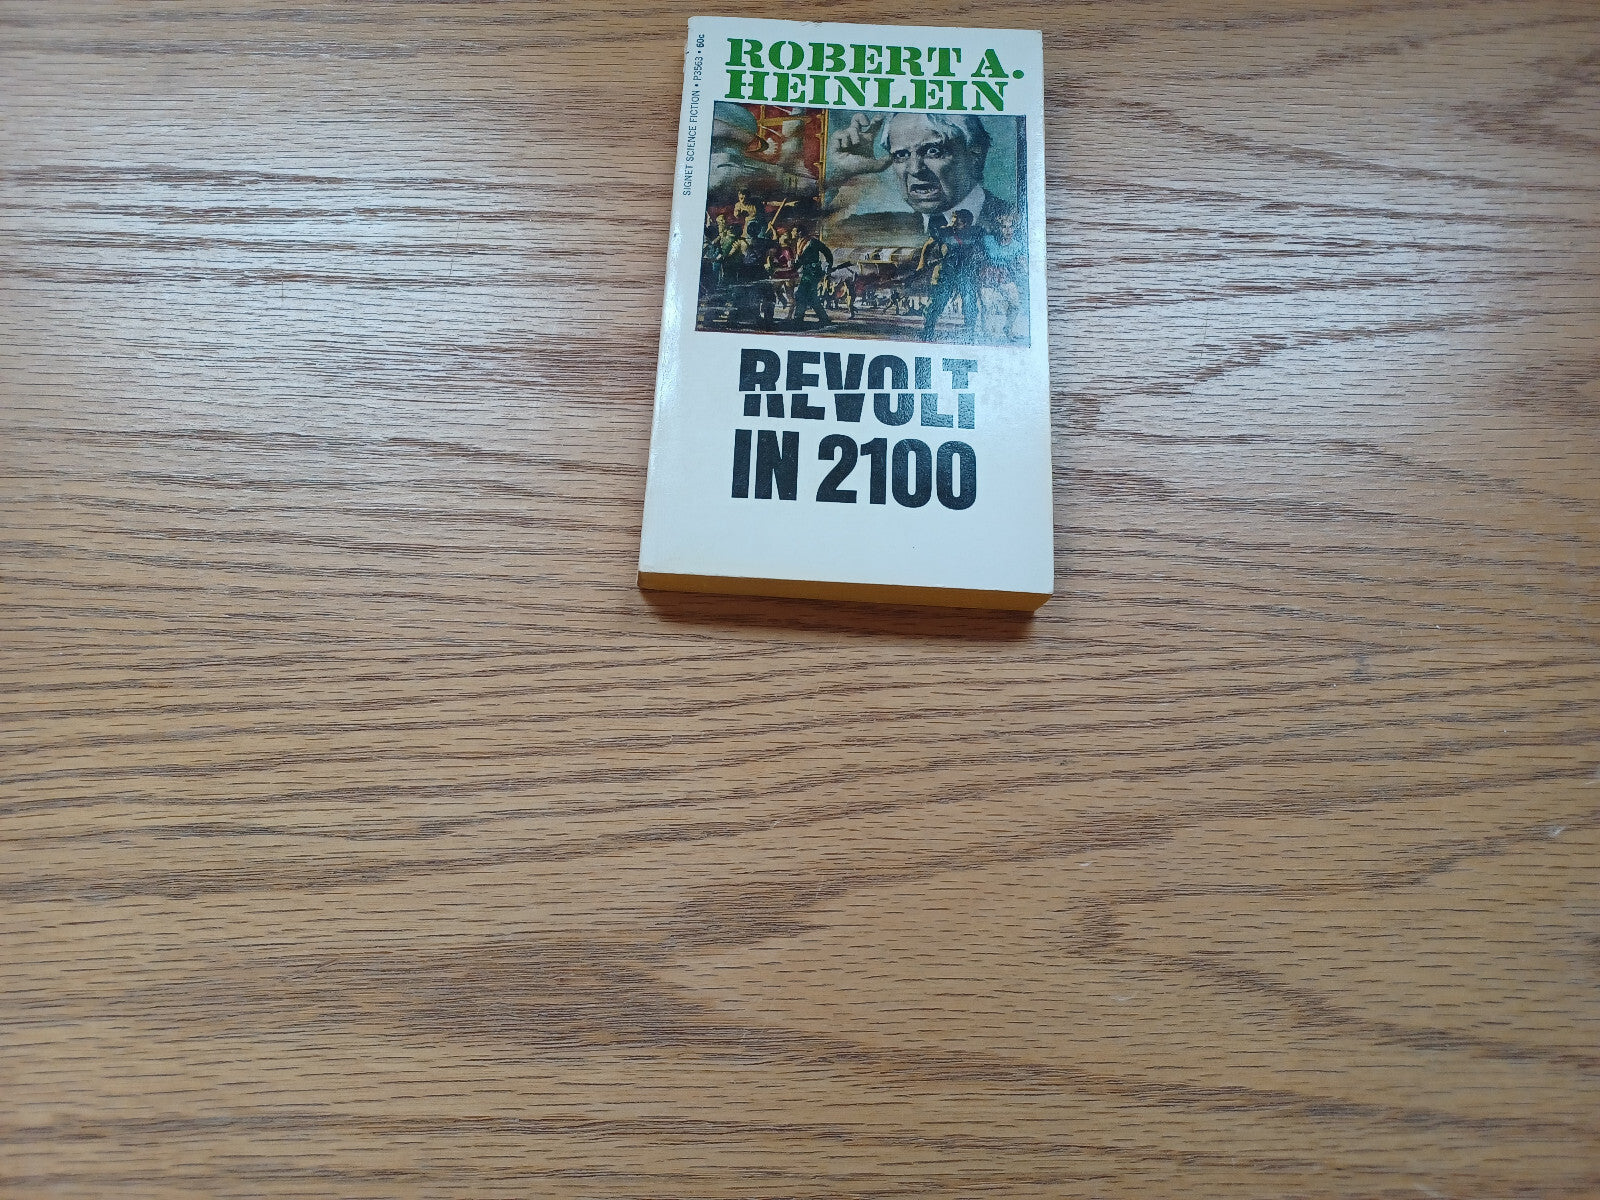 SIGNET SCIENCE FICTION • P3563 • 60c
ROBERT A.
HEINLEIN
REVOLT
IN 2100